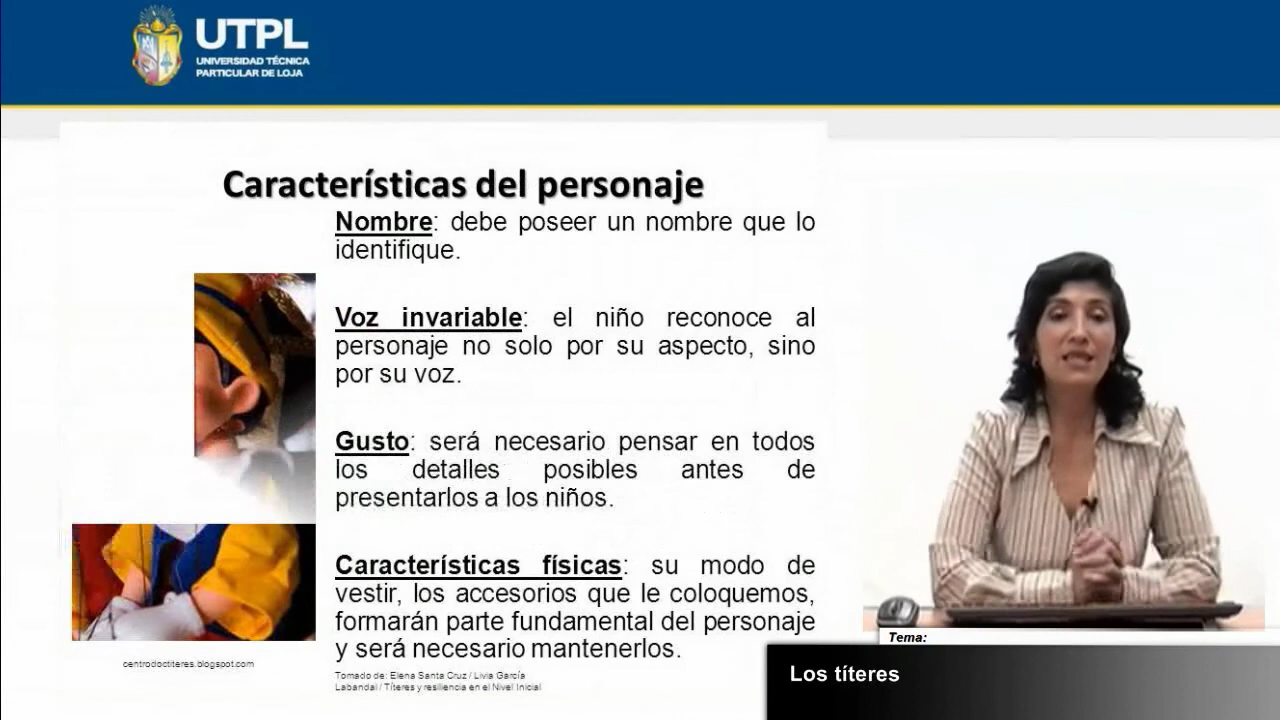 UTPL
UNIVERSIDAD TÉCNICA
PARTICULAR DE LOJA
Características del personaje
Nombre: debe poseer un nombre que lo
identifique.
Voz invariable: el niño reconoce al
personaje no solo por su aspecto, sino
por su voz.
Gusto: será necesario pensar en todos
los detalles posibles antes de
presentarlos a los niños.
Características físicas: su modo de
vestir, los accesorios que le coloquemos,
formarán parte fundamental del personaje
y será necesario mantenerlos.
centrodoctiteres.blogspot.com
Tomado de: Elena Santa Cruz / Livia García
Labandal / Títeres y resiliencia en el Nivel Inicial
Tema:
Los títeres